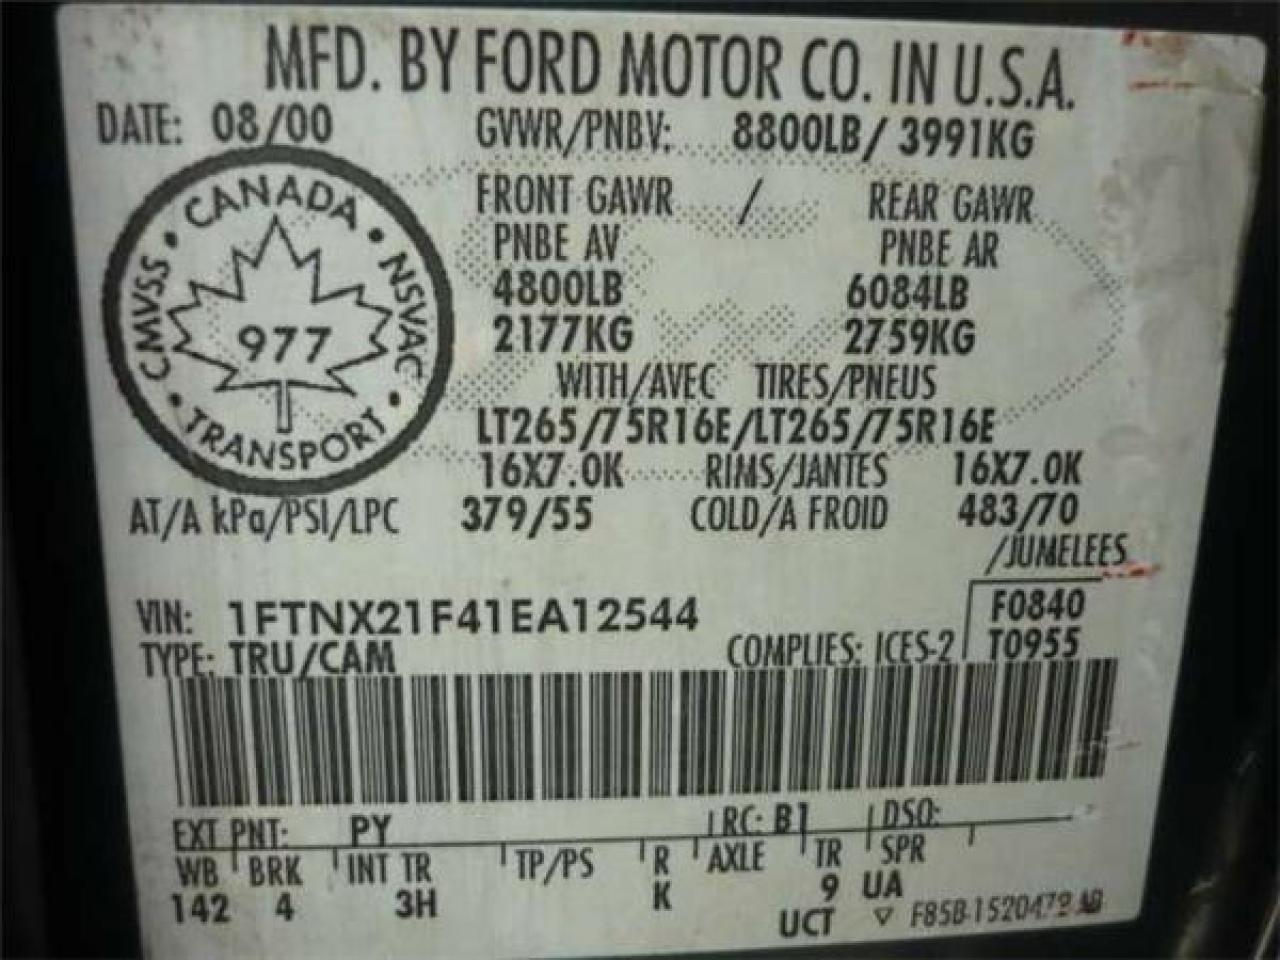 MFD. BY FORD MOTOR CO. IN U.S.A.
DATE: 08/00 GVWR/PNBV: 8800LB/ 3991KG
FRONT GAWR / REAR GAWR
PNBE AV PNBE AR
4800LB 6084LB
2177KG 2759KG
WITH/AVEC TIRES/PNEUS
LT265/75R16E/LT265/75R16E
16X7.0K RIMS/JANTES 16X7.0K
AT/A kPa/PSI/LPC 379/55 COLD/A FROID 483/70
/JUMELEES
CANADA
CMVSS • 977 • NSVAC
TRANSPORT
VIN: 1FTNX21F41EA12544 F0840
TYPE: TRU/CAM COMPLIES: ICES-2 T0955
EXT PNT: PY RC: B1 DSO:
WB BRK INT TR TP/PS R AXLE TR SPR
142 4 3H K 9 UA
UCT ▽ F85B-1520472-AB